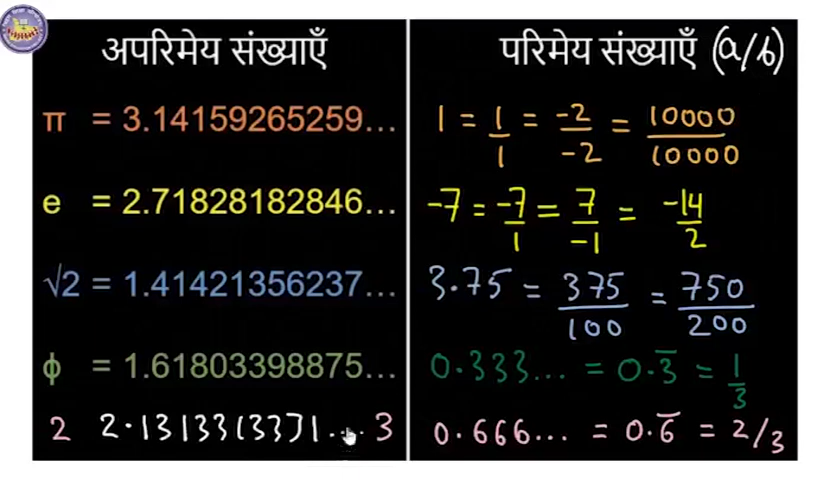 अपरिमेय संख्याएँ
π = 3.14159265259...
e = 2.71828182846...
√2 = 1.41421356237...
ϕ = 1.61803398875...
2 2.1313313331... 3
परिमेय संख्याएँ (a/b)
1 = 1/1 = -2/-2 = 10000/10000
-7 = -7/1 = 7/-1 = -14/2
3.75 = 375/100 = 750/200
0.333... = 0.3̅ = 1/3
0.666... = 0.6̅ = 2/3